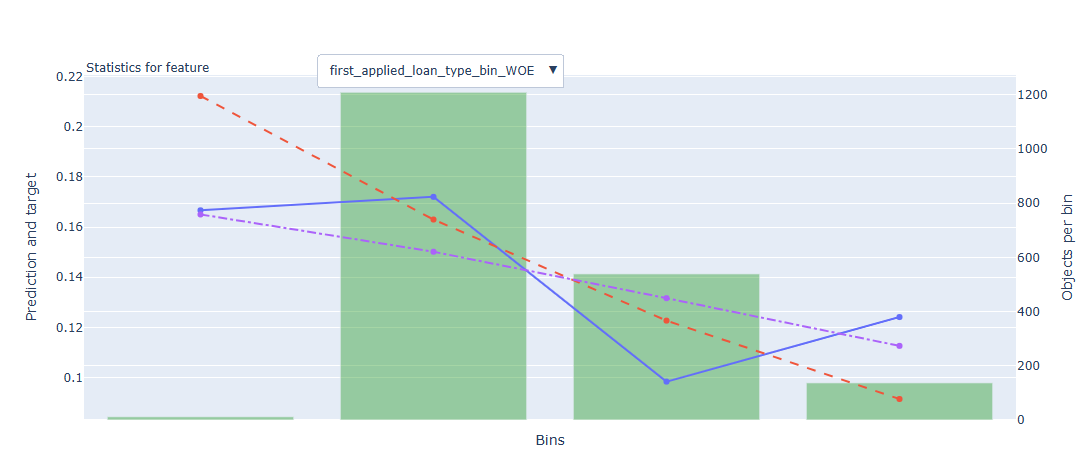 Statistics for feature
first_applied_loan_type_bin_WOE ▼
0.22
0.2
0.18
0.16
0.14
0.12
0.1
Prediction and target
1200
1000
800
600
400
200
0
Objects per bin
Bins